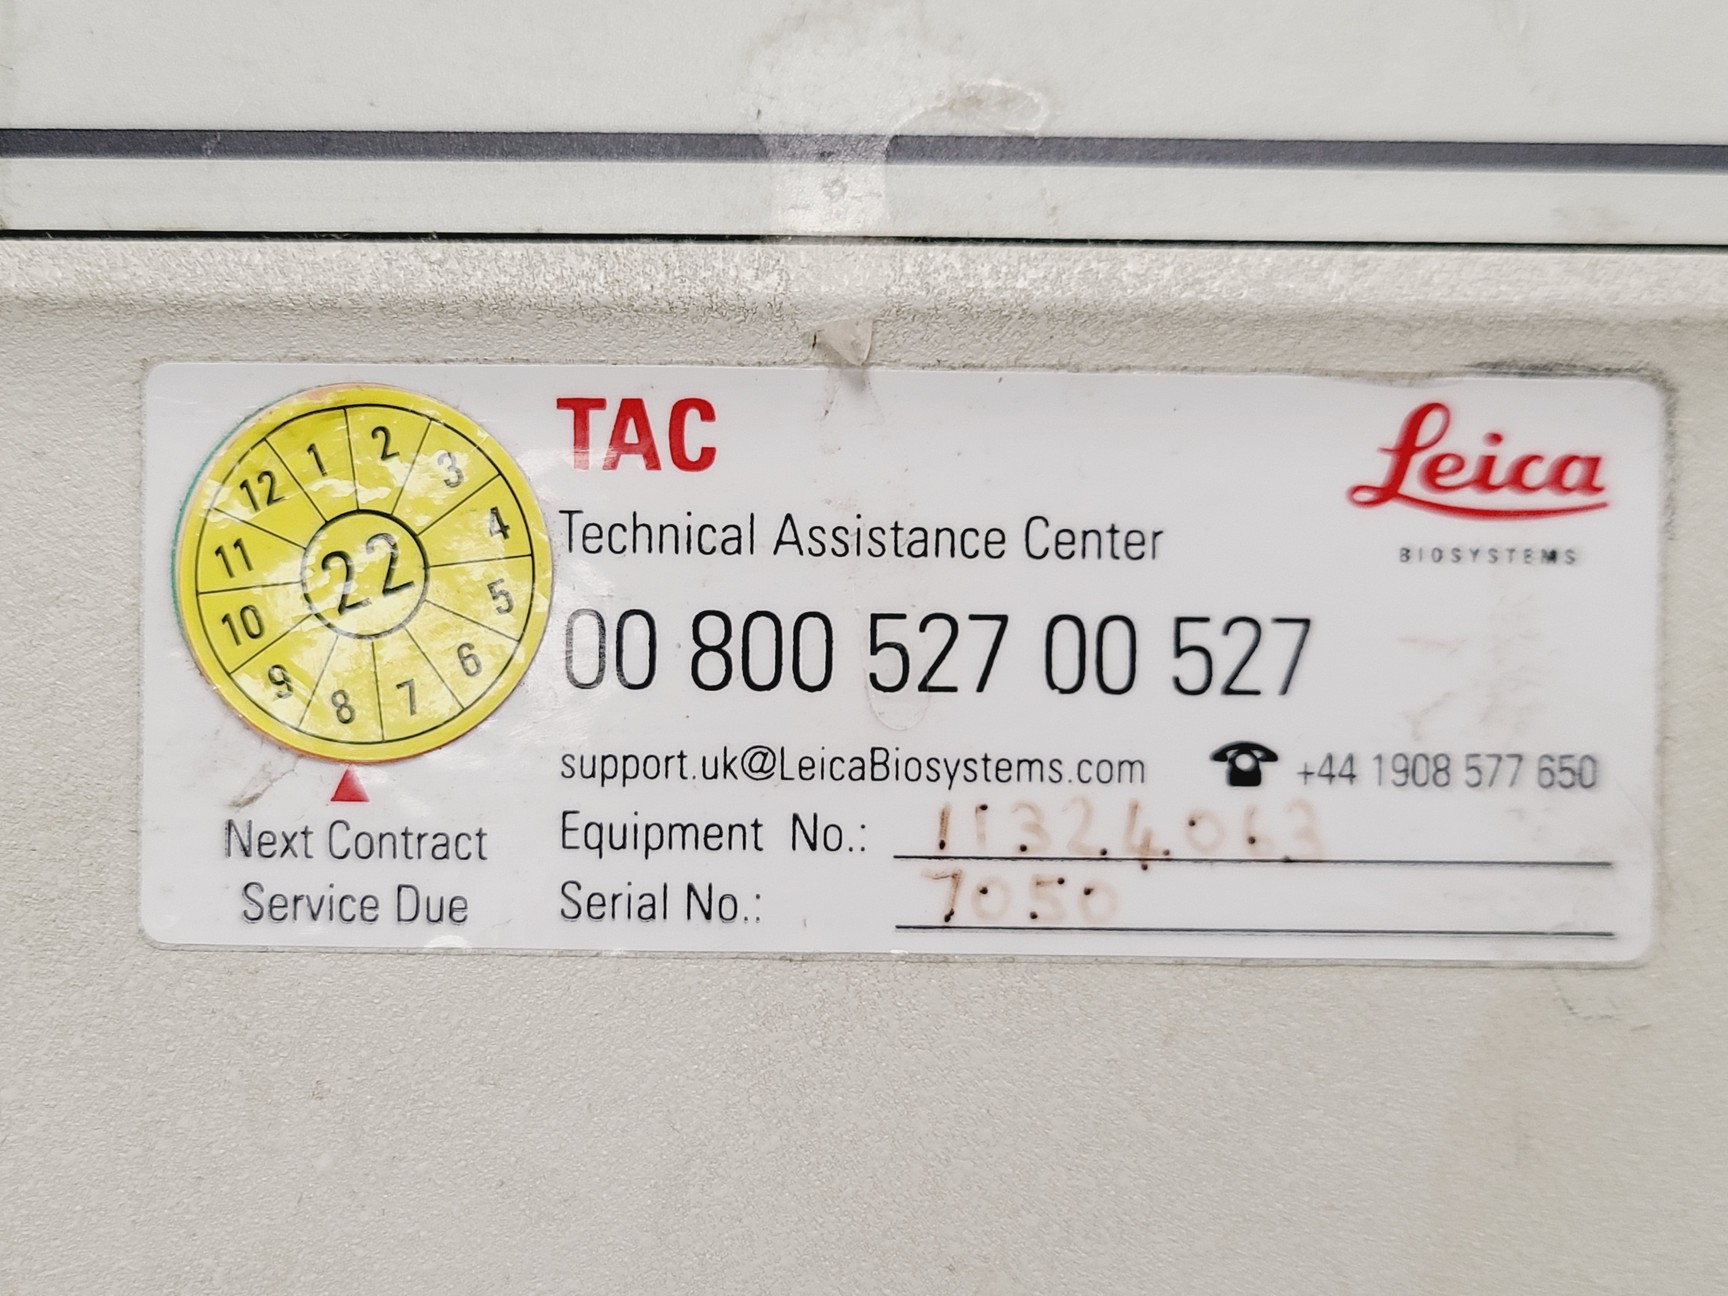 TAC
Leica
BIOSYSTEMS
Technical Assistance Center
00 800 527 00 527
support.uk@LeicaBiosystems.com +44 1908 577 650
Equipment No.: 11324063
Serial No.: 7050
1 2 3 4 5 6 7 8 9 10 11 12
22
Next Contract
Service Due